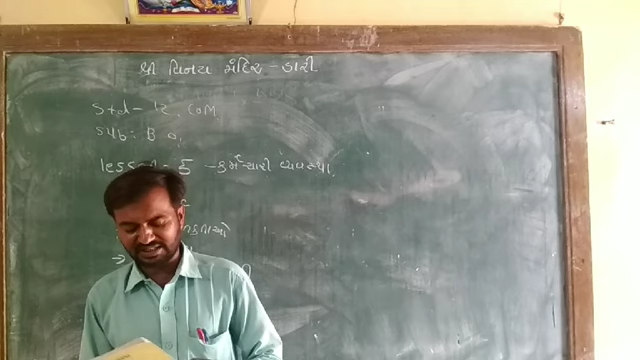 શ્રી વિનય મંદિર - ડારી
Std - 12 COM
Sub: B O.
lesson - 5 - કર્મચારી વ્યવસ્થા.